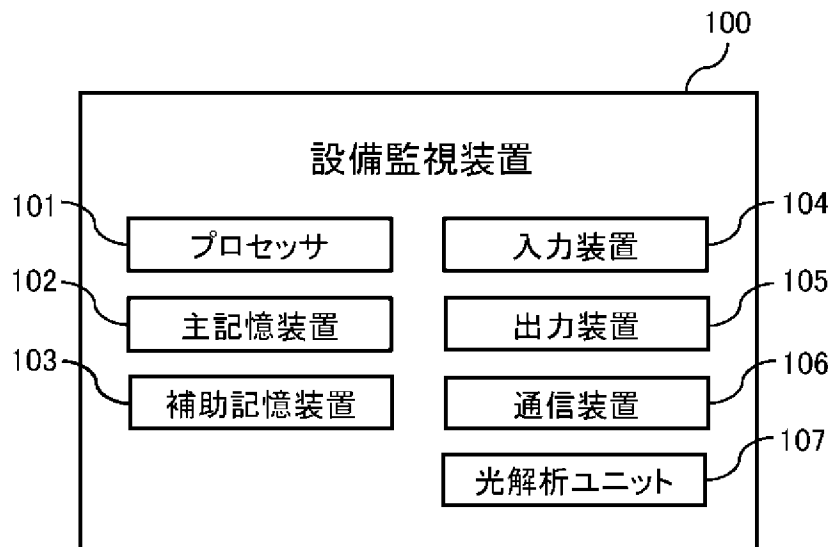 100
設備監視装置
101
プロセッサ
入力装置
104
102
主記憶装置
出力装置
105
103
補助記憶装置
通信装置
106
光解析ユニット
107